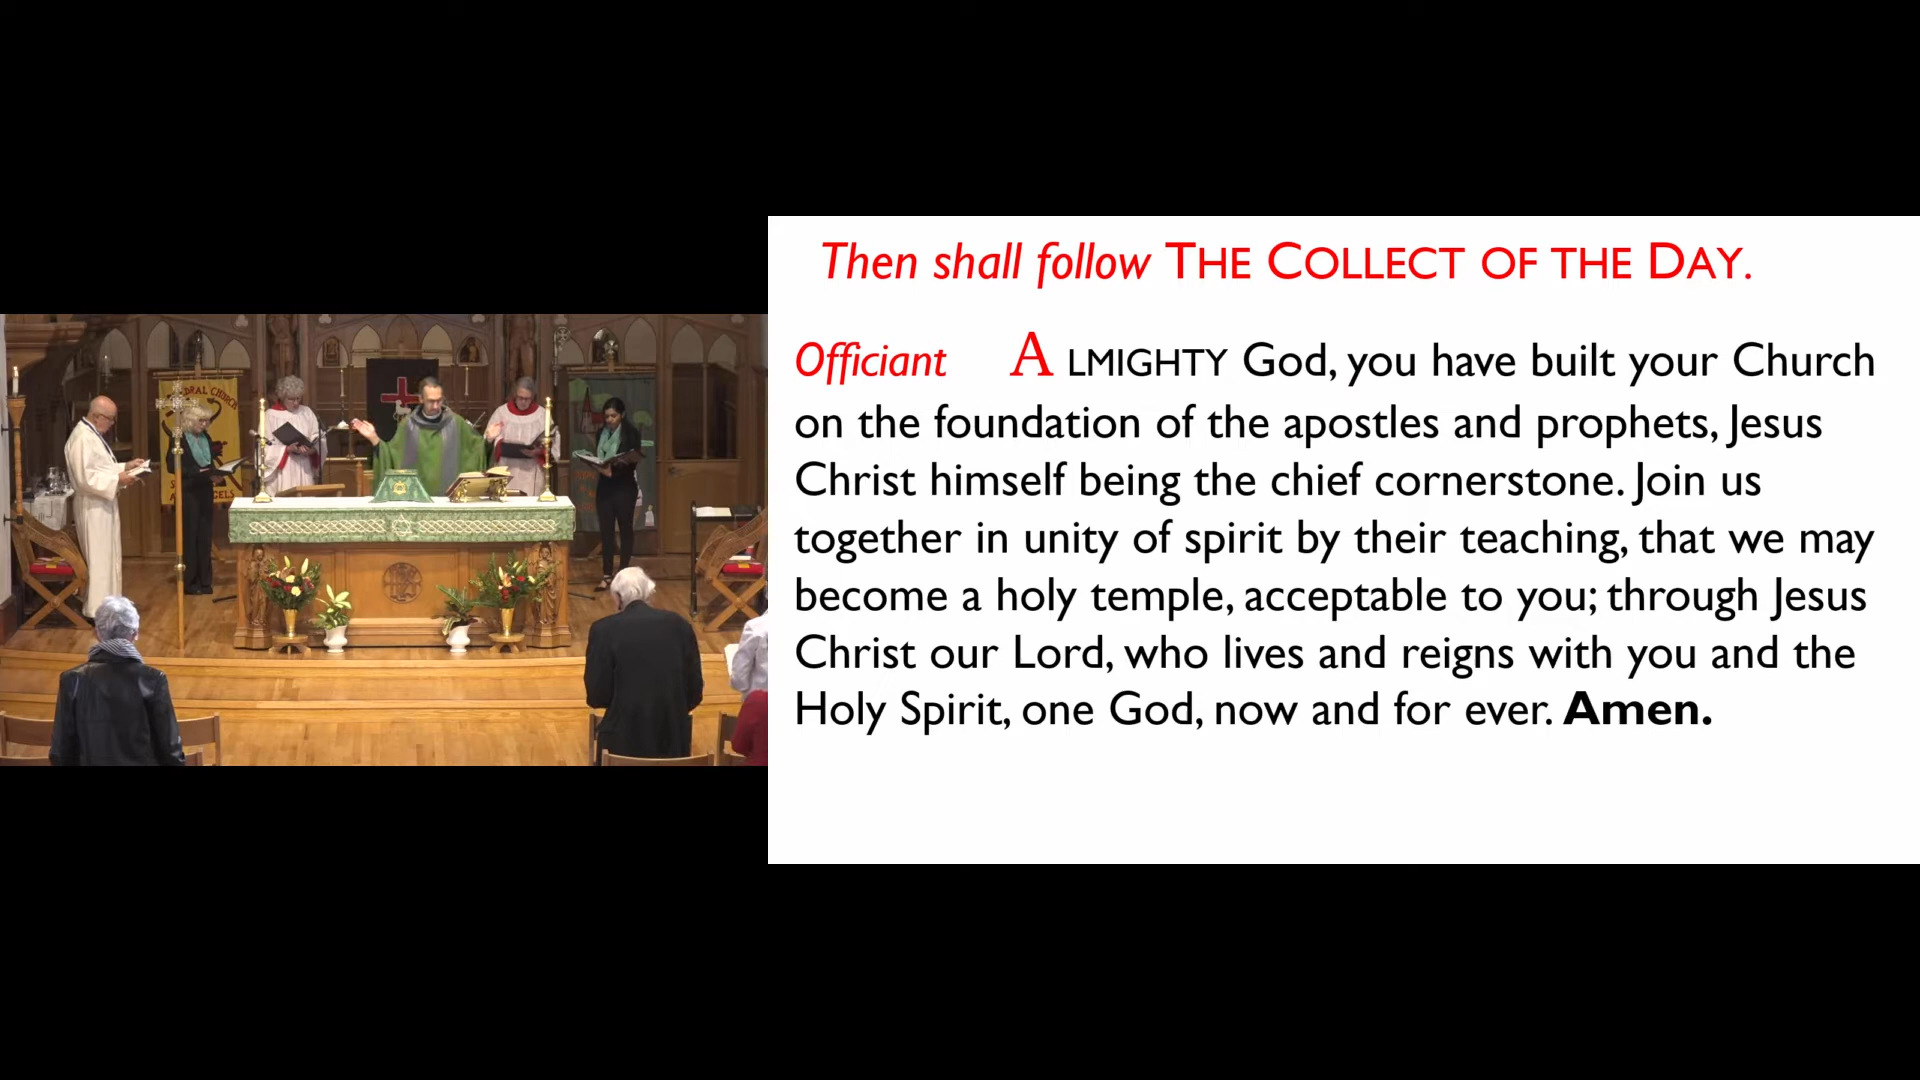 Then shall follow THE COLLECT OF THE DAY.
Officiant A LMIGHTY God, you have built your Church
on the foundation of the apostles and prophets, Jesus
Christ himself being the chief cornerstone. Join us
together in unity of spirit by their teaching, that we may
become a holy temple, acceptable to you; through Jesus
Christ our Lord, who lives and reigns with you and the
Holy Spirit, one God, now and for ever. Amen.